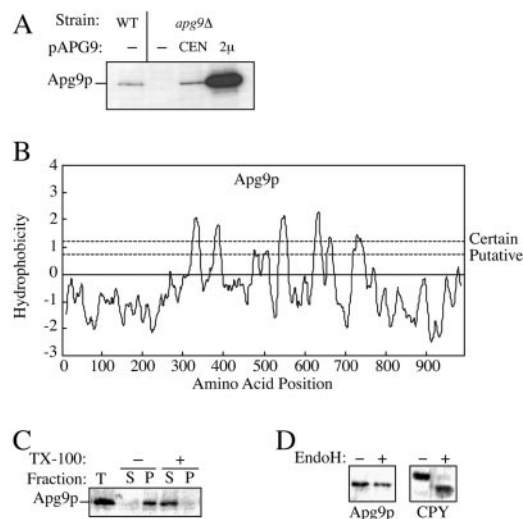 A
Strain: WT apg9Δ
pAPG9: – – CEN 2μ
Apg9p
B
Apg9p
4
3
2
1
0
-1
-2
-3
Hydrophobicity
Certain
Putative
0 100 200 300 400 500 600 700 800 900
Amino Acid Position
C
TX-100: – +
Fraction: T S P S P
Apg9p
D
EndoH: – + – +
Apg9p CPY